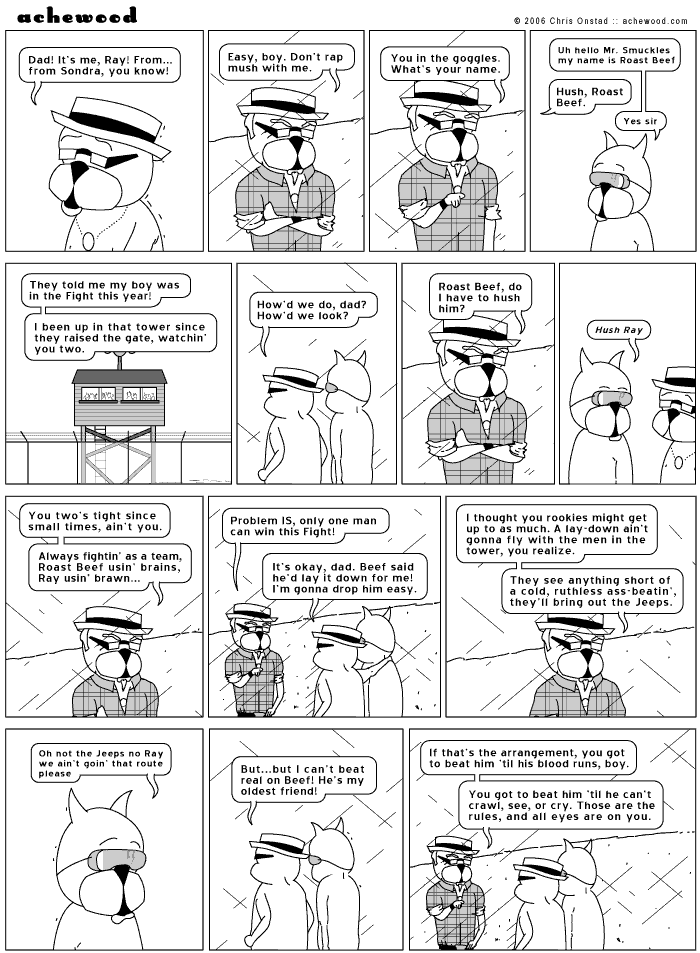 achewood
© 2006 Chris Onstad :: achewood.com
Dad! It's me, Ray! From...
from Sondra, you know!
Easy, boy. Don't rap
mush with me.
You in the goggles.
What's your name.
Uh hello Mr. Smuckles
my name is Roast Beef
Hush, Roast
Beef.
Yes sir
They told me my boy was
in the Fight this year!
I been up in that tower since
they raised the gate, watchin'
you two.
How'd we do, dad?
How'd we look?
Roast Beef, do
I have to hush
him?
Hush Ray
You two's tight since
small times, ain't you.
Always fightin' as a team,
Roast Beef usin' brains,
Ray usin' brawn...
Problem IS, only one man
can win this Fight!
It's okay, dad. Beef said
he'd lay it down for me!
I'm gonna drop him easy.
I thought you rookies might get
up to as much. A lay-down ain't
gonna fly with the men in the
tower, you realize.
They see anything short of
a cold, ruthless ass-beatin',
they'll bring out the Jeeps.
Oh not the Jeeps no Ray
we ain't goin' that route
please
But...but I can't beat
real on Beef! He's my
oldest friend!
If that's the arrangement, you got
to beat him 'til his blood runs, boy.
You got to beat him 'til he can't
crawl, see, or cry. Those are the
rules, and all eyes are on you.